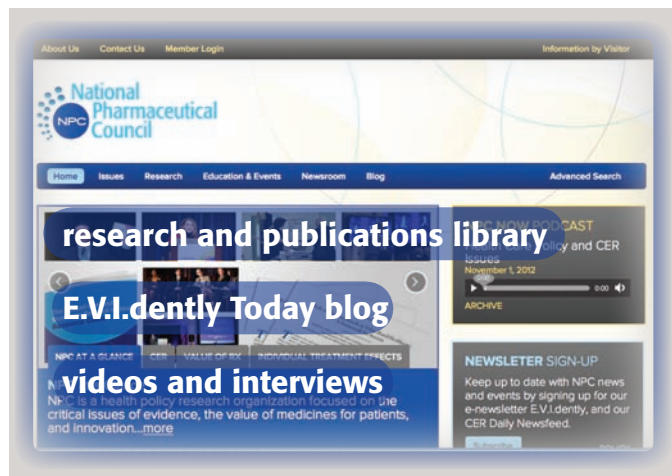 About Us Contact Us Member Login Information by Visitor
National
Pharmaceutical
Council
NPC
Home Issues Research Education & Events Newsroom Blog Advanced Search
research and publications library
NPC NOW PODCAST
Policy and CER
Issues
November 1, 2012
0:00
ARCHIVE
E.V.I.dently Today blog
NPC AT A GLANCE CER VALUE OF RX INDIVIDUAL TREATMENT EFFECTS
videos and interviews
NPC is a health policy research organization focused on the
critical issues of evidence, the value of medicines for patients,
and innovation...more
NEWSLETER SIGN-UP
Keep up to date with NPC news
and events by signing up for our
e-newsletter E.V.I.dently, and our
CER Daily Newsfeed.
Subscribe